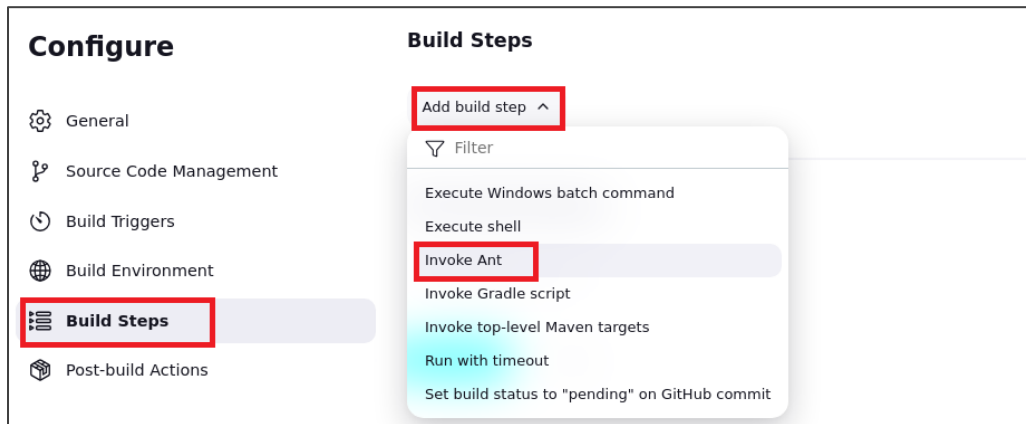 Configure
General
Source Code Management
Build Triggers
Build Environment
Build Steps
Post-build Actions
Build Steps
Add build step
Filter
Execute Windows batch command
Execute shell
Invoke Ant
Invoke Gradle script
Invoke top-level Maven targets
Run with timeout
Set build status to "pending" on GitHub commit